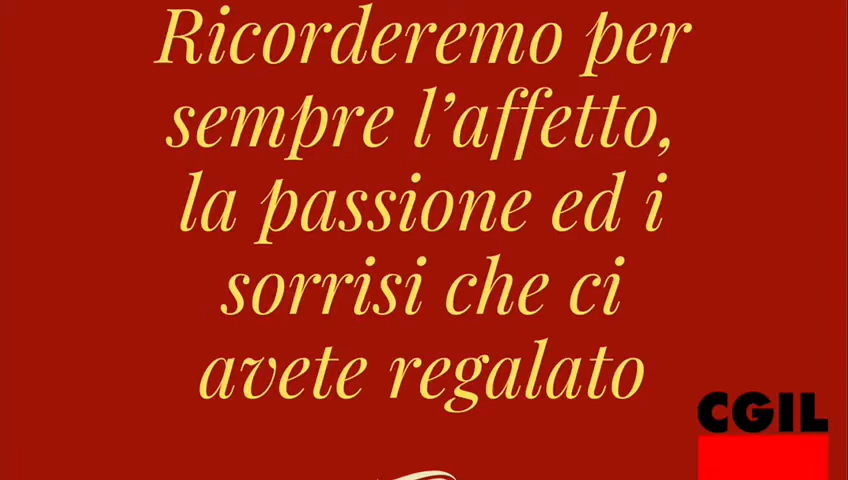 Ricorderemo per
sempre l’affetto,
la passione ed i
sorrisi che ci
avete regalato
CGIL